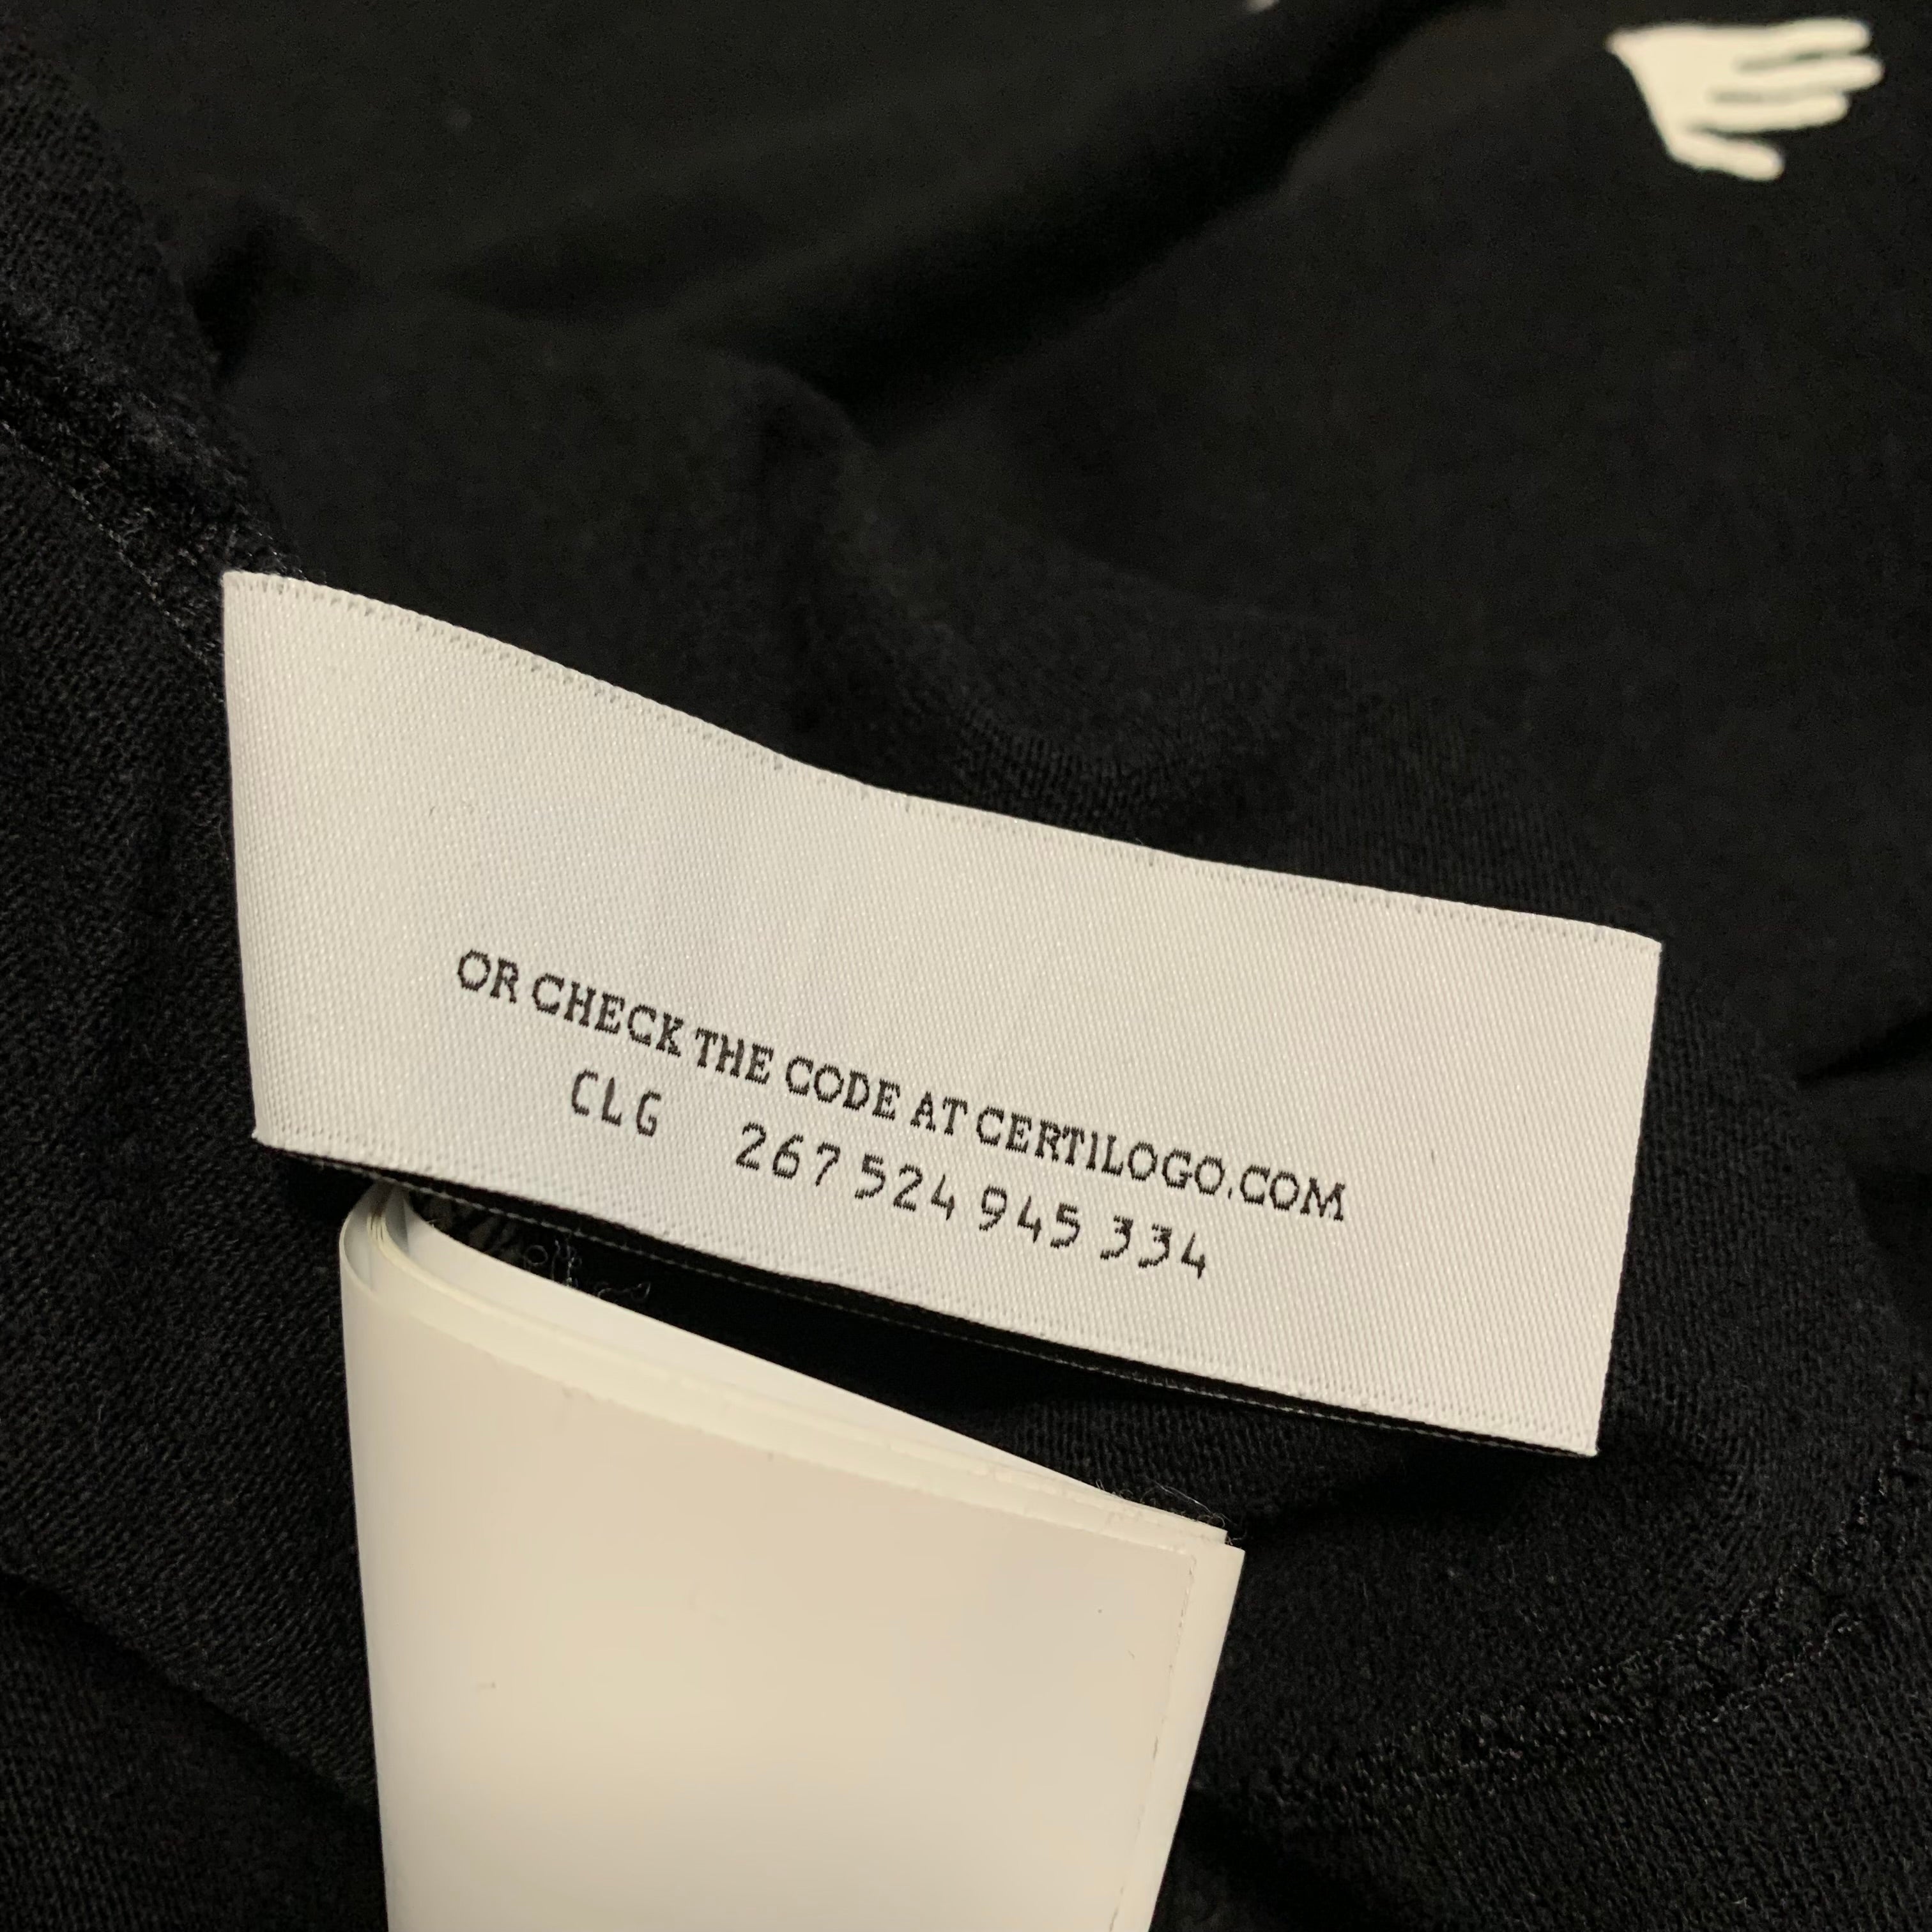 OR CHECK THE CODE AT CERTILOGO.COM
CLG 267 524 945 334